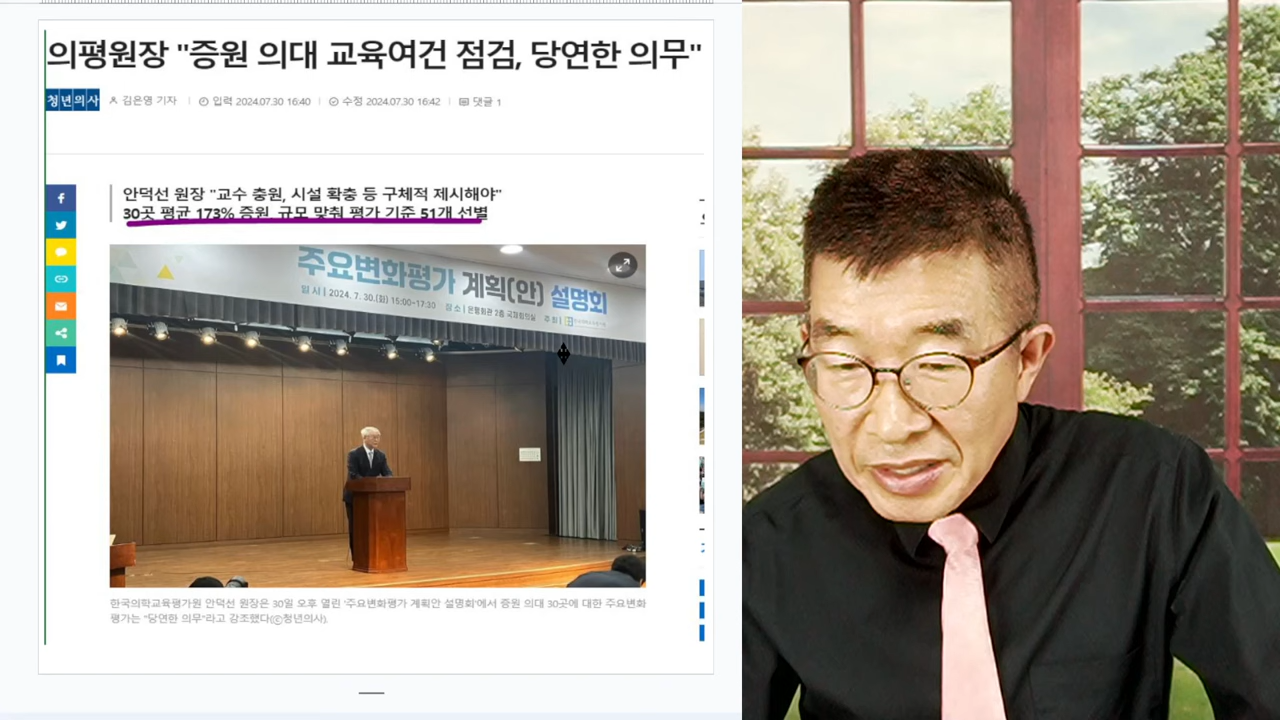 의평원장 "증원 의대 교육여건 점검, 당연한 의무"
청년의사 김은영 기자 입력 2024.07.30 16:40 수정 2024.07.30 16:42 댓글 1
안덕선 원장 "교수 충원, 시설 확충 등 구체적 제시해야"
30곳 평균 173% 증원, 규모 맞춰 평가 기준 51개 선별
주요변화평가 계획(안) 설명회
일 시 | 2024. 7. 30.(화) 15:00~17:30 장 소 | 은행회관 2층 국제회의실 주 최 |
한국의학교육평가원 안덕선 원장은 30일 오후 열린 '주요변화평가 계획안 설명회'에서 증원 의대 30곳에 대한 주요변화
평가는 "당연한 의무"라고 강조했다(ⓒ청년의사).